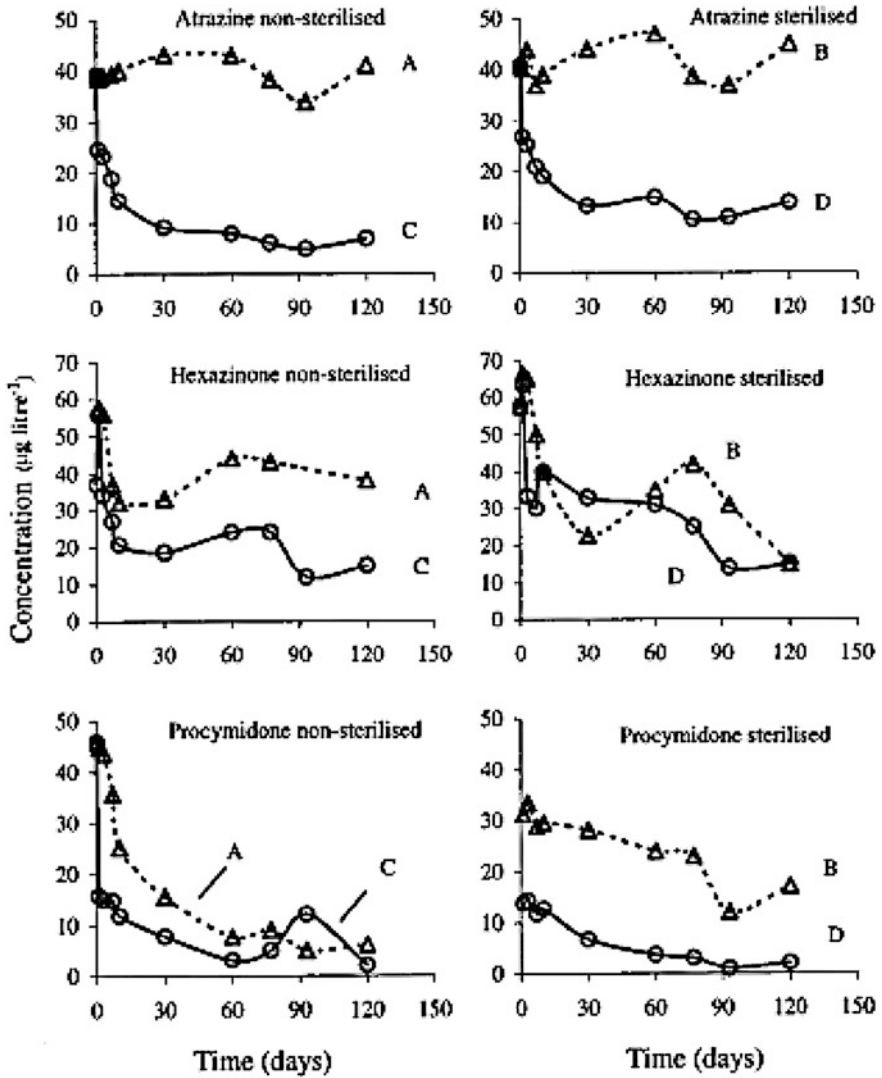 Atrazine non-sterilised
50
40
30
20
10
0
A
C
0 30 60 90 120 150
Atrazine sterilised
50
40
30
20
10
0
B
D
0 30 60 90 120 150
Concentration (µg litre⁻¹)
Hexazinone non-sterilised
70
60
50
40
30
20
10
0
A
C
0 30 60 90 120 150
Hexazinone sterilised
70
60
50
40
30
20
10
0
B
D
0 30 60 90 120 150
Procymidone non-sterilised
50
40
30
20
10
0
A
C
0 30 60 90 120 150
Time (days)
Procymidone sterilised
50
40
30
20
10
0
B
D
0 30 60 90 120 150
Time (days)